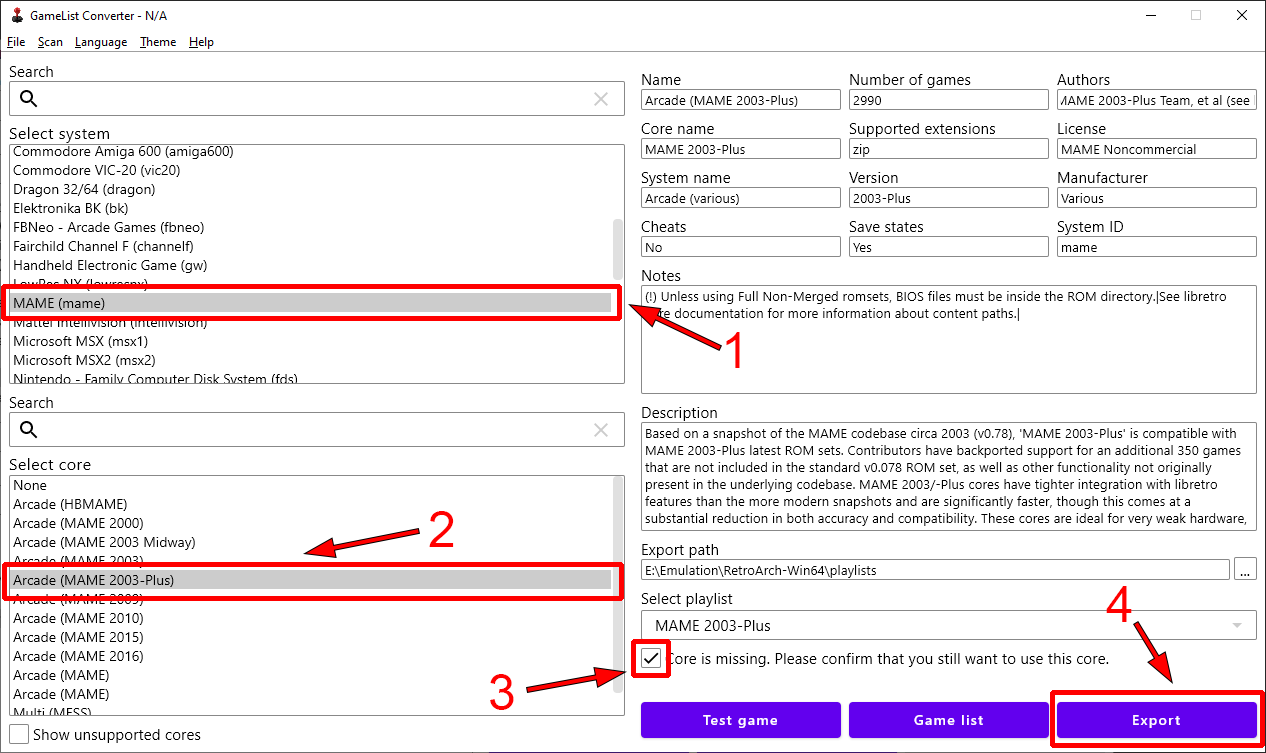 GameList Converter - N/A
File Scan Language Theme Help
Search
Select system
Commodore Amiga 600 (amiga600)
Commodore VIC-20 (vic20)
Dragon 32/64 (dragon)
Elektronika BK (bk)
FBNeo - Arcade Games (fbneo)
Fairchild Channel F (channelf)
Handheld Electronic Game (gw)
LowRes NX (lowresnx)
MAME (mame)
Mattel Intellivision (intellivision)
Microsoft MSX (msx1)
Microsoft MSX2 (msx2)
Nintendo - Family Computer Disk System (fds)
1
Search
Select core
None
Arcade (HBMAME)
Arcade (MAME 2000)
Arcade (MAME 2003 Midway)
Arcade (MAME 2003)
Arcade (MAME 2003-Plus)
Arcade (MAME 2009)
Arcade (MAME 2010)
Arcade (MAME 2015)
Arcade (MAME 2016)
Arcade (MAME)
Arcade (MAME)
Multi (MESS)
2
Show unsupported cores
Name Number of games Authors
Arcade (MAME 2003-Plus) 2990 MAME 2003-Plus Team, et al (see
Core name Supported extensions License
MAME 2003-Plus zip MAME Noncommercial
System name Version Manufacturer
Arcade (various) 2003-Plus Various
Cheats Save states System ID
No Yes mame
Notes
(!) Unless using Full Non-Merged romsets, BIOS files must be inside the ROM directory.|See libretro
core documentation for more information about content paths.|
Description
Based on a snapshot of the MAME codebase circa 2003 (v0.78), 'MAME 2003-Plus' is compatible with
MAME 2003-Plus latest ROM sets. Contributors have backported support for an additional 350 games
that are not included in the standard v0.078 ROM set, as well as other functionality not originally
present in the underlying codebase. MAME 2003/-Plus cores have tighter integration with libretro
features than the more modern snapshots and are significantly faster, though this comes at a
substantial reduction in both accuracy and compatibility. These cores are ideal for very weak hardware,
Export path
E:\Emulation\RetroArch-Win64\playlists ...
Select playlist
MAME 2003-Plus
Core is missing. Please confirm that you still want to use this core.
3
4
Test game Game list Export